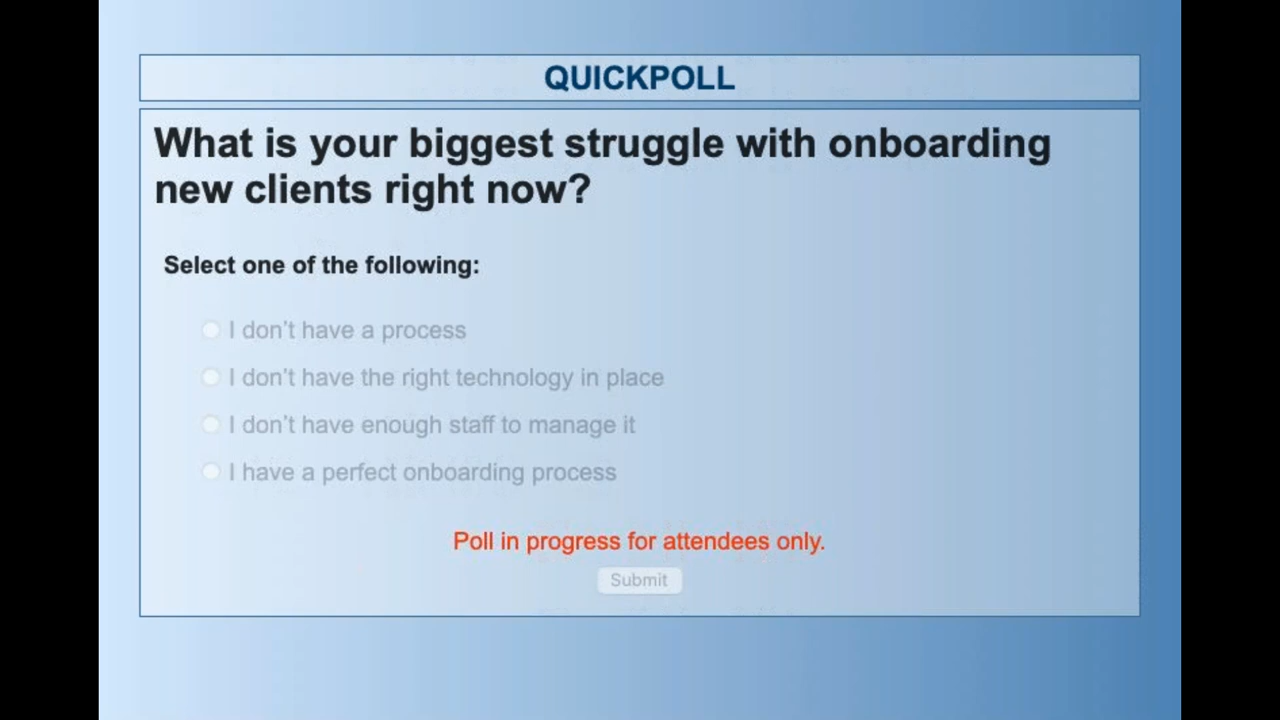 QUICKPOLL
What is your biggest struggle with onboarding
new clients right now?
Select one of the following:
I don't have a process
I don't have the right technology in place
I don't have enough staff to manage it
I have a perfect onboarding process
Poll in progress for attendees only.
Submit